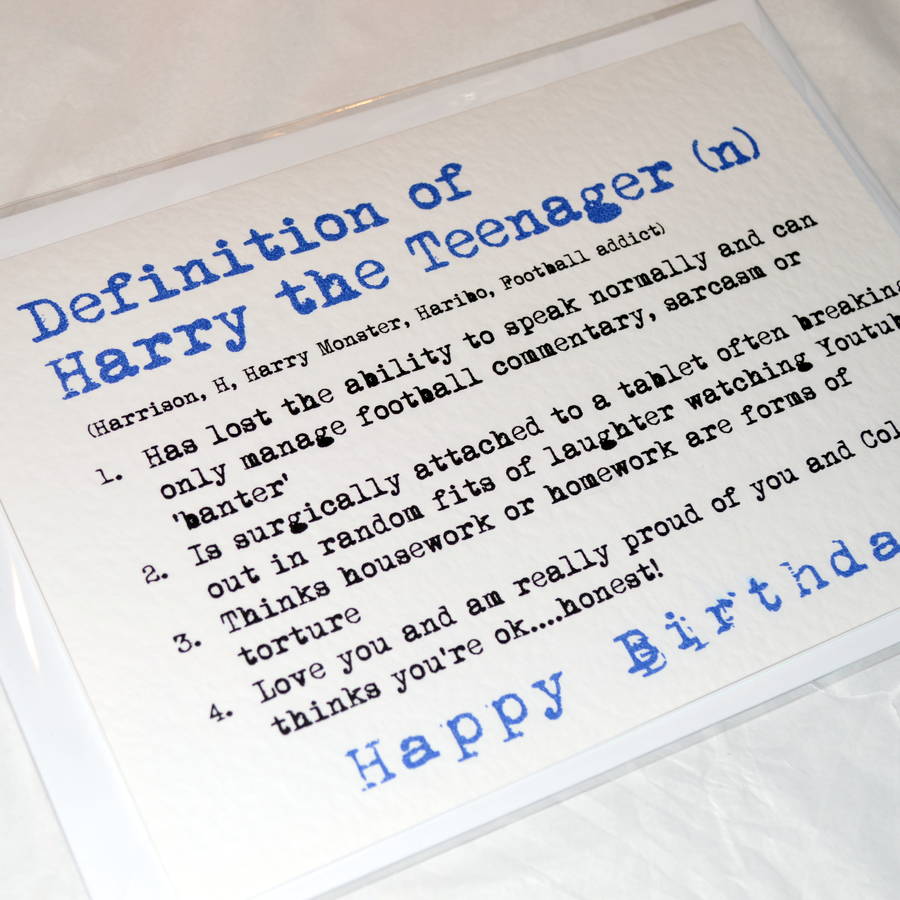 Definition of
Harry the Teenager (n)
(Harrison, H, Harry Monster, Haribo, Football addict)
1. Has lost the ability to speak normally and can
only manage football commentary, sarcasm or
'banter'
2. Is surgically attached to a tablet often breaking
out in random fits of laughter watching Youtub
3. Thinks housework or homework are forms of
torture
4. Love you and am really proud of you and Col
thinks you're ok....honest!
Happy Birthda